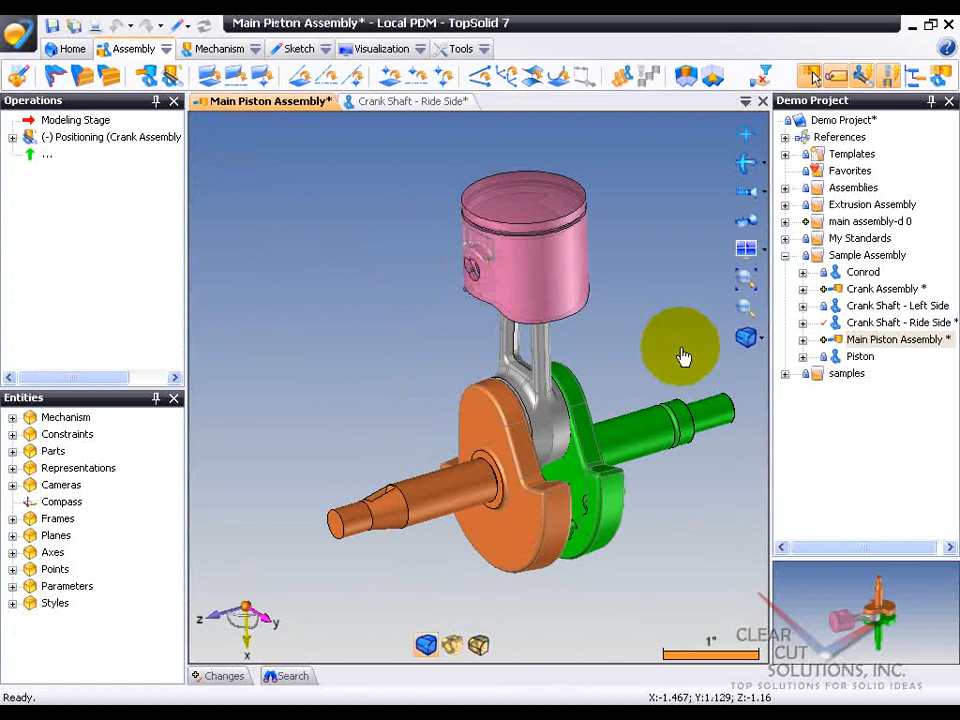 Main Piston Assembly* - Local PDM - TopSolid 7
Home Assembly Mechanism Sketch Visualization Tools
Operations
Modeling Stage
(-) Positioning (Crank Assembly
...
Main Piston Assembly*
Crank Shaft - Ride Side*
Demo Project
Demo Project*
References
Templates
Favorites
Assemblies
Extrusion Assembly
main assembly-d 0
My Standards
Sample Assembly
Conrod
Crank Assembly *
Crank Shaft - Left Side
Crank Shaft - Ride Side *
Main Piston Assembly *
Piston
samples
Entities
Mechanism
Constraints
Parts
Representations
Cameras
Compass
Frames
Planes
Axes
Points
Parameters
Styles
z
y
x
1"
CLEAR
CUT
SOLUTIONS, INC.
TOP SOLUTIONS FOR SOLID IDEAS
Changes Search
Ready.
X:-1.467; Y:1.129; Z:-1.16